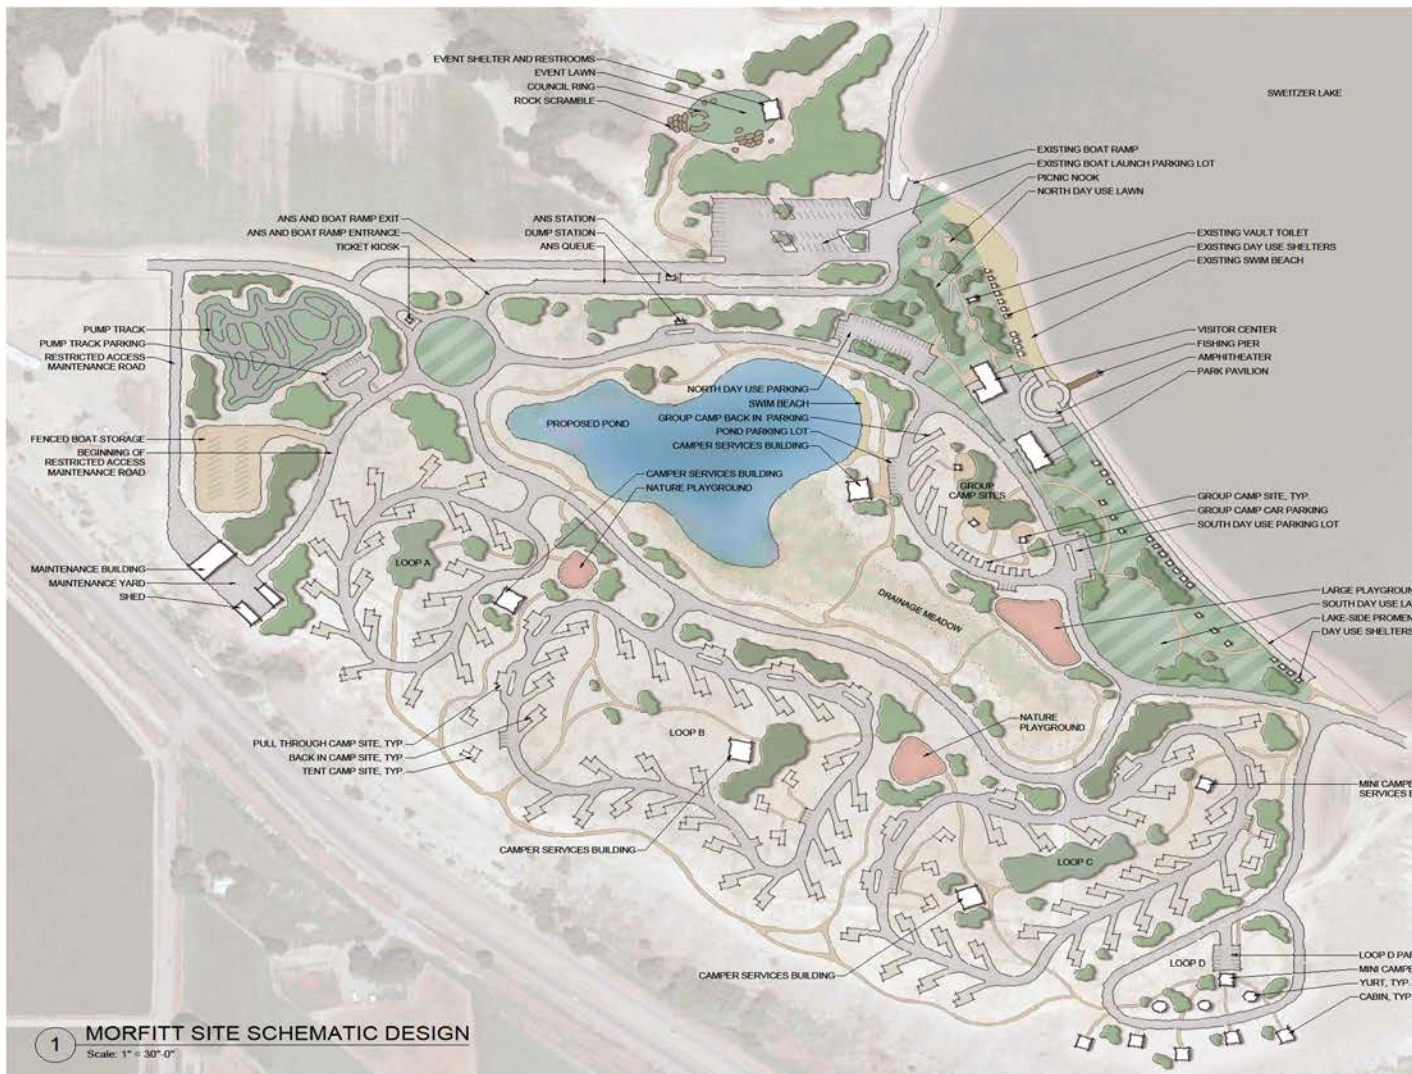 EVENT SHELTER AND RESTROOMS
EVENT LAWN
COUNCIL RING
ROCK SCRAMBLE
SWEITZER LAKE
EXISTING BOAT RAMP
EXISTING BOAT LAUNCH PARKING LOT
PICNIC NOOK
NORTH DAY USE LAWN
ANS AND BOAT RAMP EXIT
ANS AND BOAT RAMP ENTRANCE
TICKET KIOSK
ANS STATION
DUMP STATION
ANS QUEUE
EXISTING VAULT TOILET
EXISTING DAY USE SHELTERS
EXISTING SWIM BEACH
PUMP TRACK
PUMP TRACK PARKING
RESTRICTED ACCESS
MAINTENANCE ROAD
VISITOR CENTER
FISHING PIER
AMPHITHEATER
PARK PAVILION
NORTH DAY USE PARKING
SWIM BEACH
GROUP CAMP BACK IN PARKING
POND PARKING LOT
CAMPER SERVICES BUILDING
PROPOSED POND
FENCED BOAT STORAGE
BEGINNING OF
RESTRICTED ACCESS
MAINTENANCE ROAD
CAMPER SERVICES BUILDING
NATURE PLAYGROUND
GROUP
CAMP SITES
GROUP CAMP SITE, TYP.
GROUP CAMP CAR PARKING
SOUTH DAY USE PARKING LOT
LOOP A
MAINTENANCE BUILDING
MAINTENANCE YARD
SHED
DRAINAGE MEADOW
LARGE PLAYGROUN
SOUTH DAY USE LA
LAKE-SIDE PROMEN
DAY USE SHELTERS
NATURE
PLAYGROUND
LOOP B
PULL THROUGH CAMP SITE, TYP.
BACK IN CAMP SITE, TYP
TENT CAMP SITE, TYP.
MINI CAMPE
SERVICES B
CAMPER SERVICES BUILDING
LOOP C
CAMPER SERVICES BUILDING
LOOP D
LOOP D PAR
MINI CAMPE
YURT, TYP.
CABIN, TYP
1
MORFITT SITE SCHEMATIC DESIGN
Scale: 1" = 30"-0"